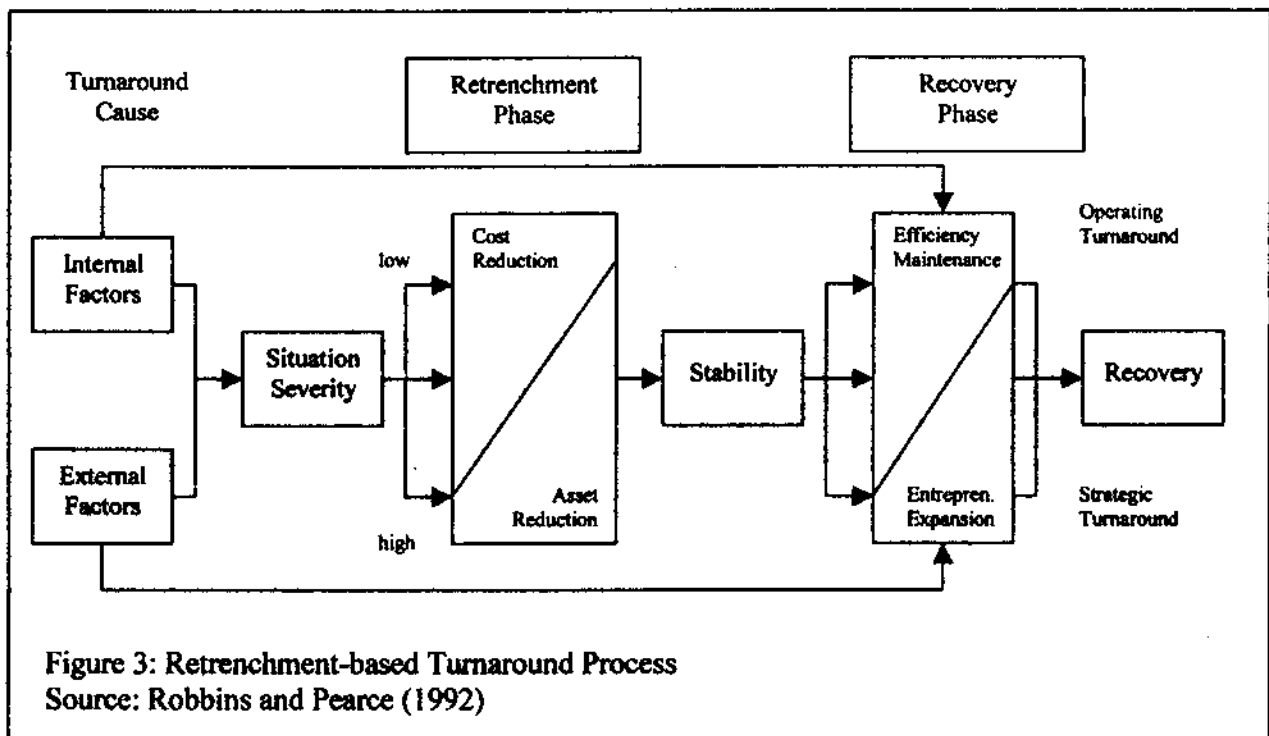 Turnaround
Cause
Retrenchment
Phase
Recovery
Phase
Internal
Factors
External
Factors
Situation
Severity
low
high
Cost
Reduction
Asset
Reduction
Stability
Efficiency
Maintenance
Entrepren.
Expansion
Operating
Turnaround
Recovery
Strategic
Turnaround
Figure 3: Retrenchment-based Turnaround Process
Source: Robbins and Pearce (1992)